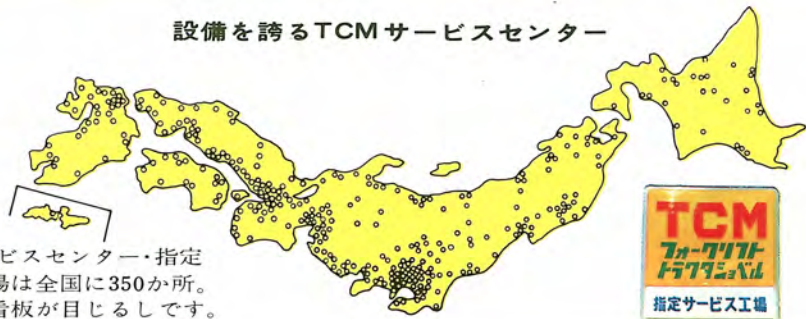 設備を誇るTCMサービスセンター
ビスセンター・指定
場は全国に350か所。
看板が目じるしです。
TCM
フォークリフト
トラクタショベル
指定サービス工場